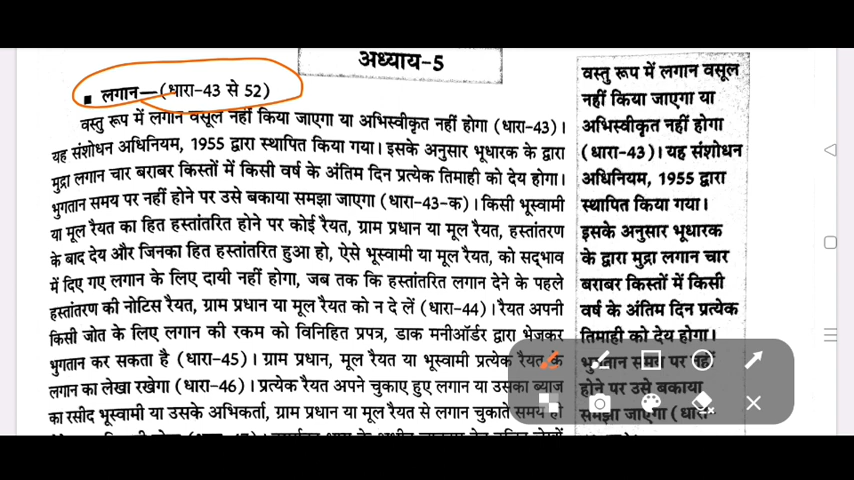 अध्याय-5
लगान—(धारा-43 से 52)
वस्तु रूप में लगान वसूल नहीं किया जाएगा या अभिस्वीकृत नहीं होगा (धारा-43)।
यह संशोधन अधिनियम, 1955 द्वारा स्थापित किया गया। इसके अनुसार भूधारक के द्वारा
मुद्रा लगान चार बराबर किस्तों में किसी वर्ष के अंतिम दिन प्रत्येक तिमाही को देय होगा।
भुगतान समय पर नहीं होने पर उसे बकाया समझा जाएगा (धारा-43-क)। किसी भूस्वामी
या मूल रैयत का हित हस्तांतरित होने पर कोई रैयत, ग्राम प्रधान या मूल रैयत, हस्तांतरण
के बाद देय और जिनका हित हस्तांतरित हुआ हो, ऐसे भूस्वामी या मूल रैयत, को सद्भाव
में दिए गए लगान के लिए दायी नहीं होगा, जब तक कि हस्तांतरित लगान देने के पहले
हस्तांतरण की नोटिस रैयत, ग्राम प्रधान या मूल रैयत को न दे लें (धारा-44)। रैयत अपनी
किसी जोत के लिए लगान की रकम को विनिहित प्रपत्र, डाक मनीऑर्डर द्वारा भेजकर
भुगतान कर सकता है (धारा-45)। ग्राम प्रधान, मूल रैयत या भूस्वामी प्रत्येक रैयत के
लगान का लेखा रखेगा (धारा-46)। प्रत्येक रैयत अपने चुकाए हुए लगान या उसका ब्याज
का रसीद भूस्वामी या उसके अभिकर्ता, ग्राम प्रधान या मूल रैयत से लगान चुकाते समय ही
वस्तु रूप में लगान वसूल
नहीं किया जाएगा या
अभिस्वीकृत नहीं होगा
(धारा-43)। यह संशोधन
अधिनियम, 1955 द्वारा
स्थापित किया गया।
इसके अनुसार भूधारक
के द्वारा मुद्रा लगान चार
बराबर किस्तों में किसी
वर्ष के अंतिम दिन प्रत्येक
तिमाही को देय होगा।
भुगतान समय पर नहीं
होने पर उसे बकाया
समझा जाएगा (धारा-